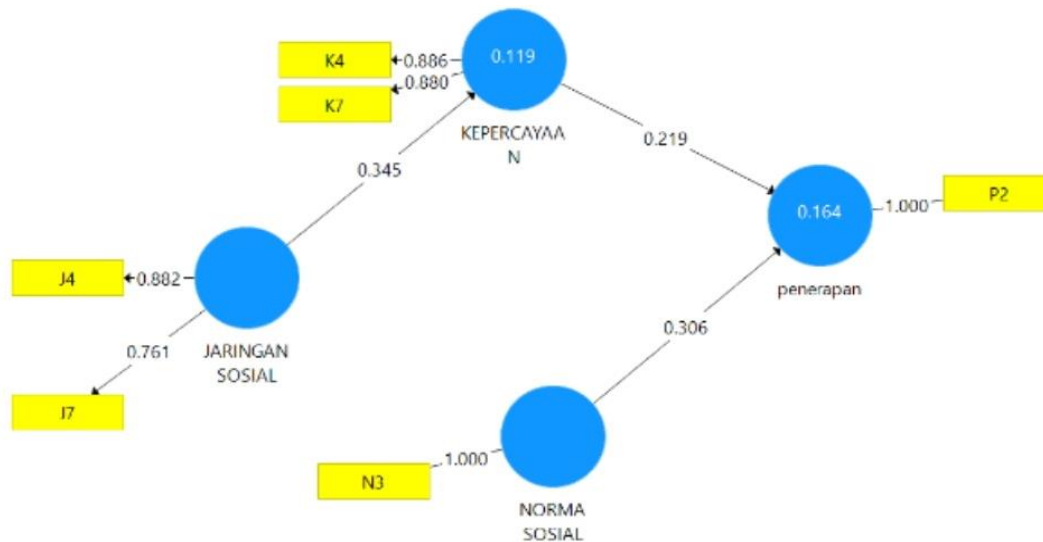 K4
0.886
0.119
K7
0.880
KEPERCAYAA
N
0.219
0.345
0.164
1.000
P2
J4
0.882
penerapan
0.306
0.761
JARINGAN
SOSIAL
J7
1.000
N3
NORMA
SOSIAL